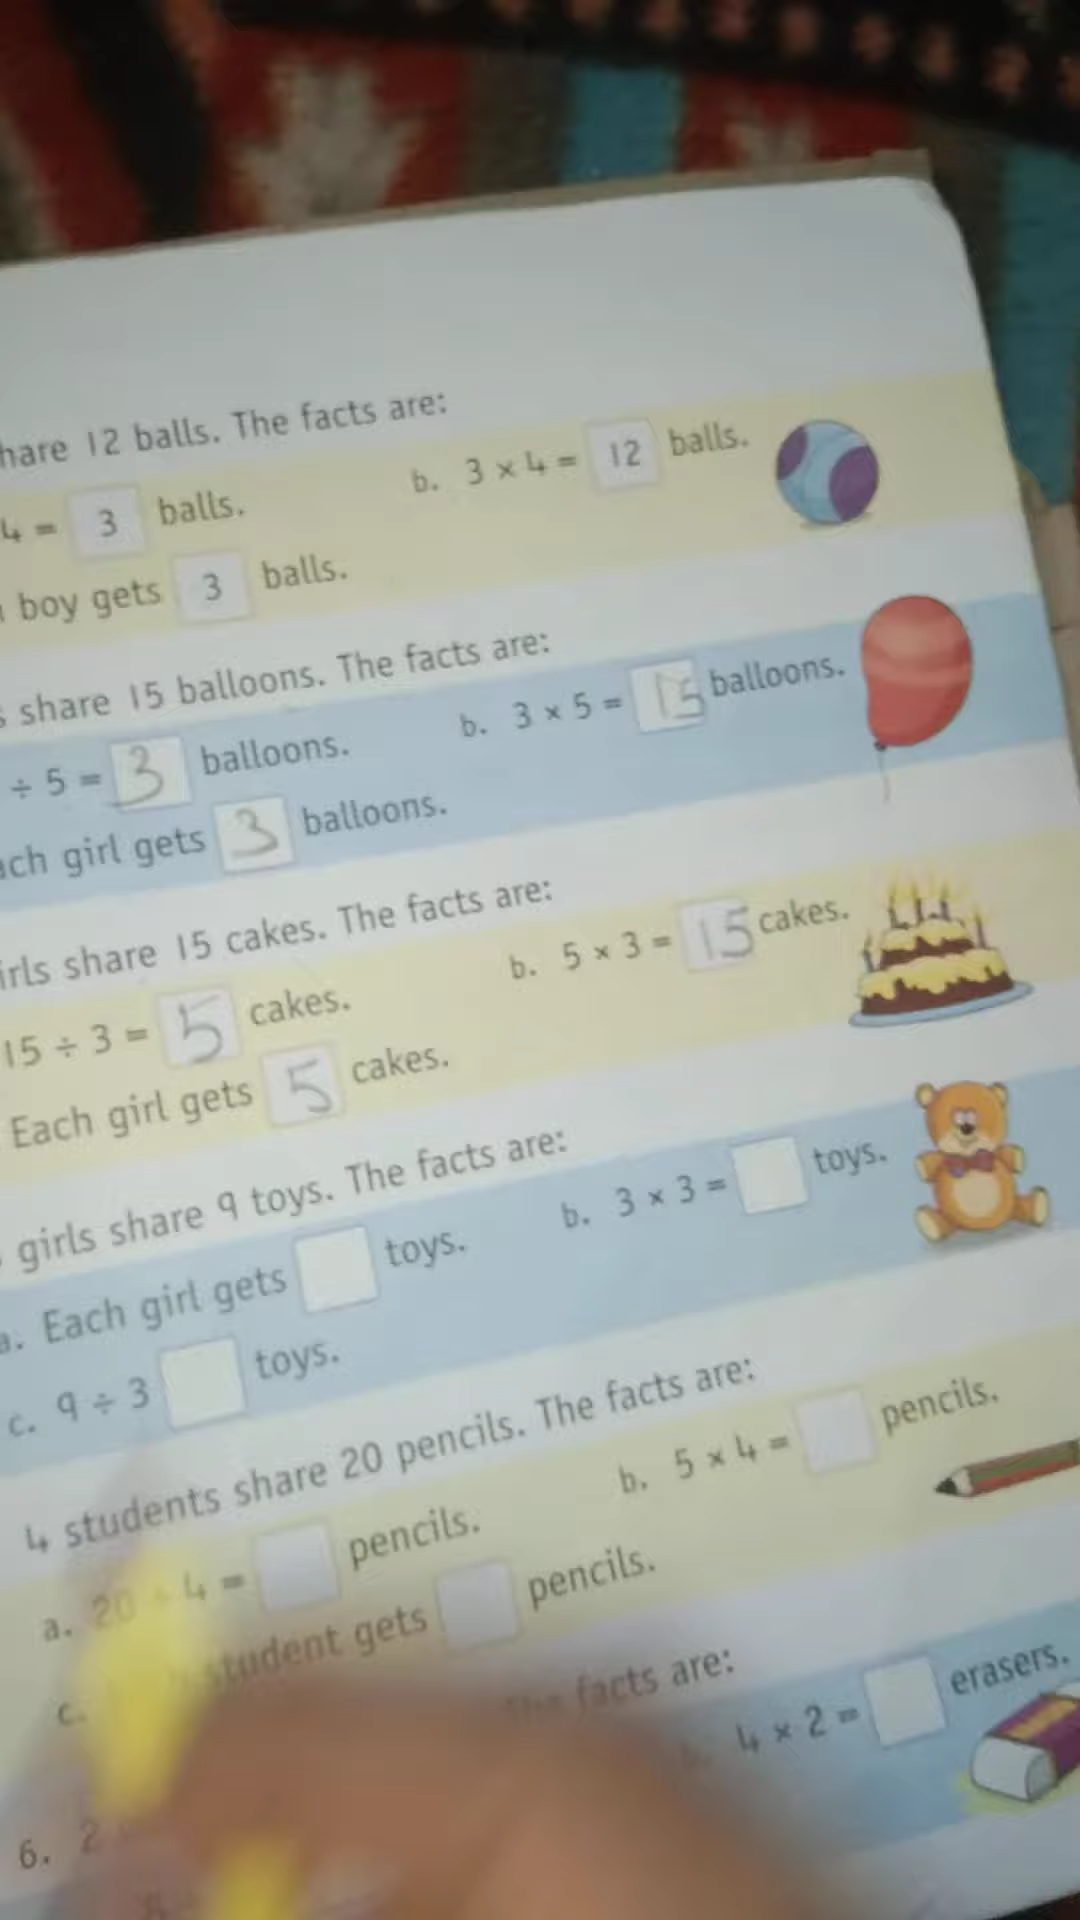 12 balls. The facts are:
4 = 3 balls.
b. 3 × 4 = 12 balls.
boy gets 3 balls.
share 15 balloons. The facts are:
÷ 5 = 3 balloons.
b. 3 × 5 = 15 balloons.
girl gets 3 balloons.
share 15 cakes. The facts are:
15 ÷ 3 = 5 cakes.
b. 5 × 3 = 15 cakes.
Each girl gets 5 cakes.
girls share 9 toys. The facts are:
a. Each girl gets toys.
b. 3 × 3 = toys.
c. 9 ÷ 3 toys.
4 students share 20 pencils. The facts are:
a. 20 ÷ 4 = pencils.
b. 5 × 4 = pencils.
c. student gets pencils.
6. 2 The facts are:
4 × 2 = erasers.